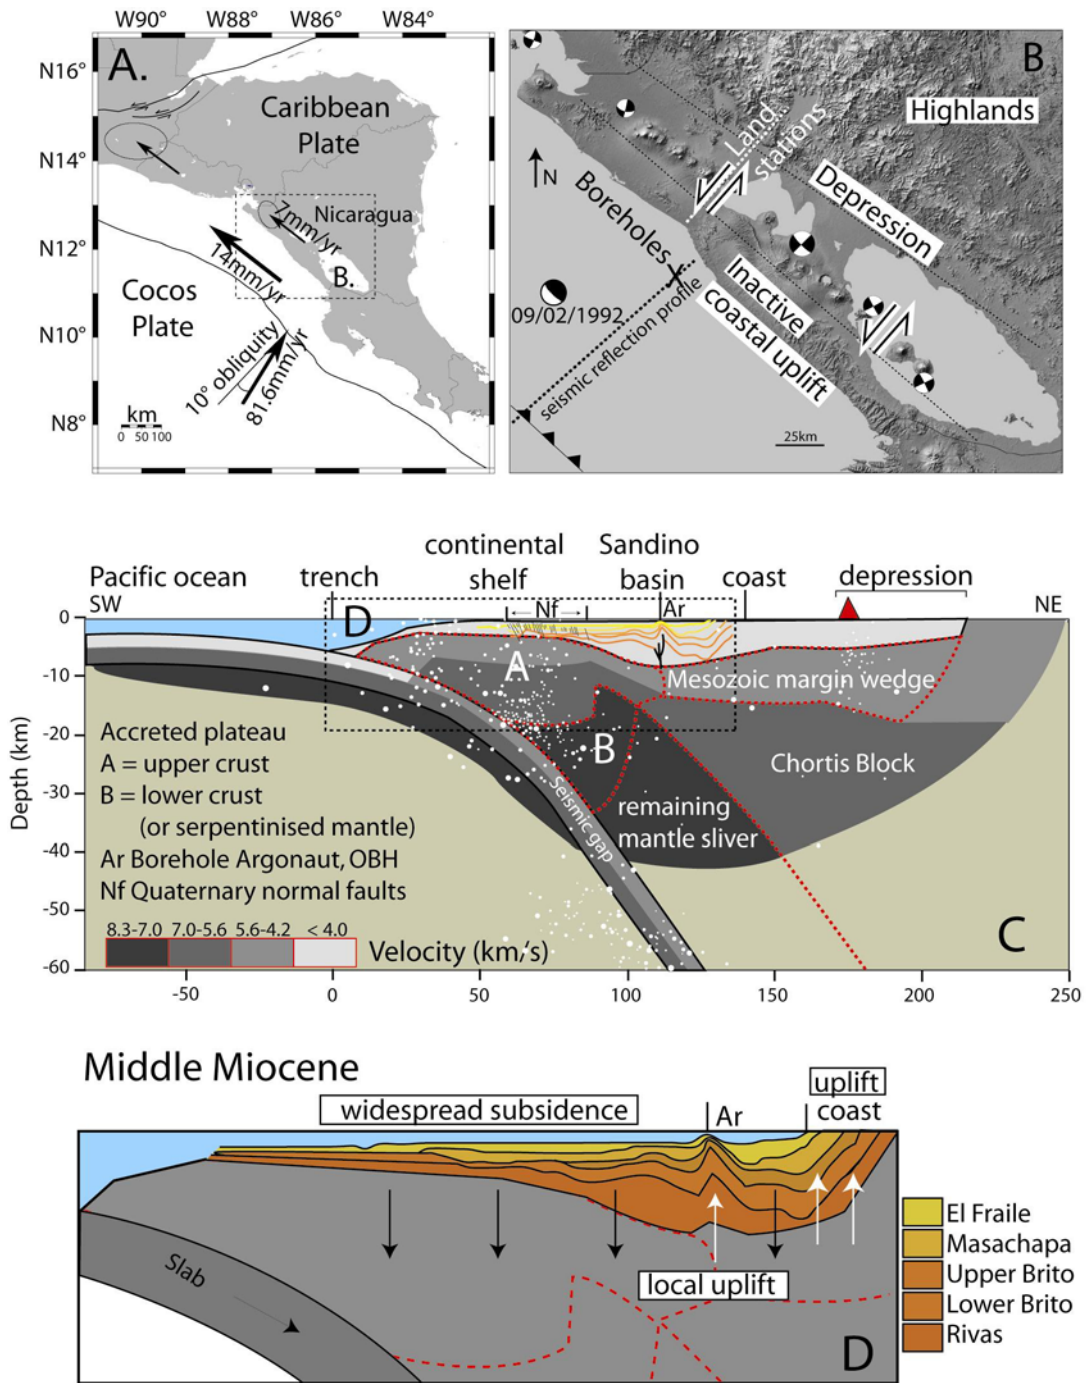 W90° W88° W86° W84°
N16°
N14°
N12°
N10°
N8°
A.
Caribbean
Plate
Nicaragua
7mm/yr
14mm/yr
B.
Cocos
Plate
10° obliquity
81.6mm/yr
km
0 50 100
B
Highlands
Land
stations
N
Depression
Boreholes
Inactive
coastal uplift
09/02/1992
seismic reflection profile
25km
continental
shelf
Sandino
basin
Pacific ocean
trench
coast
depression
SW
NE
D
Nf
Ar
0
-10
-20
-30
-40
-50
-60
Depth (km)
A
Mesozoic margin wedge
B
Chortis Block
Accreted plateau
A = upper crust
B = lower crust
(or serpentinised mantle)
Ar Borehole Argonaut, OBH
Nf Quaternary normal faults
Seismic gap
remaining
mantle sliver
8.3-7.0 7.0-5.6 5.6-4.2 < 4.0
Velocity (km/s)
C
-50 0 50 100 150 200 250
Middle Miocene
widespread subsidence
Ar
uplift
coast
Slab
local uplift
El Fraile
Masachapa
Upper Brito
Lower Brito
Rivas
D